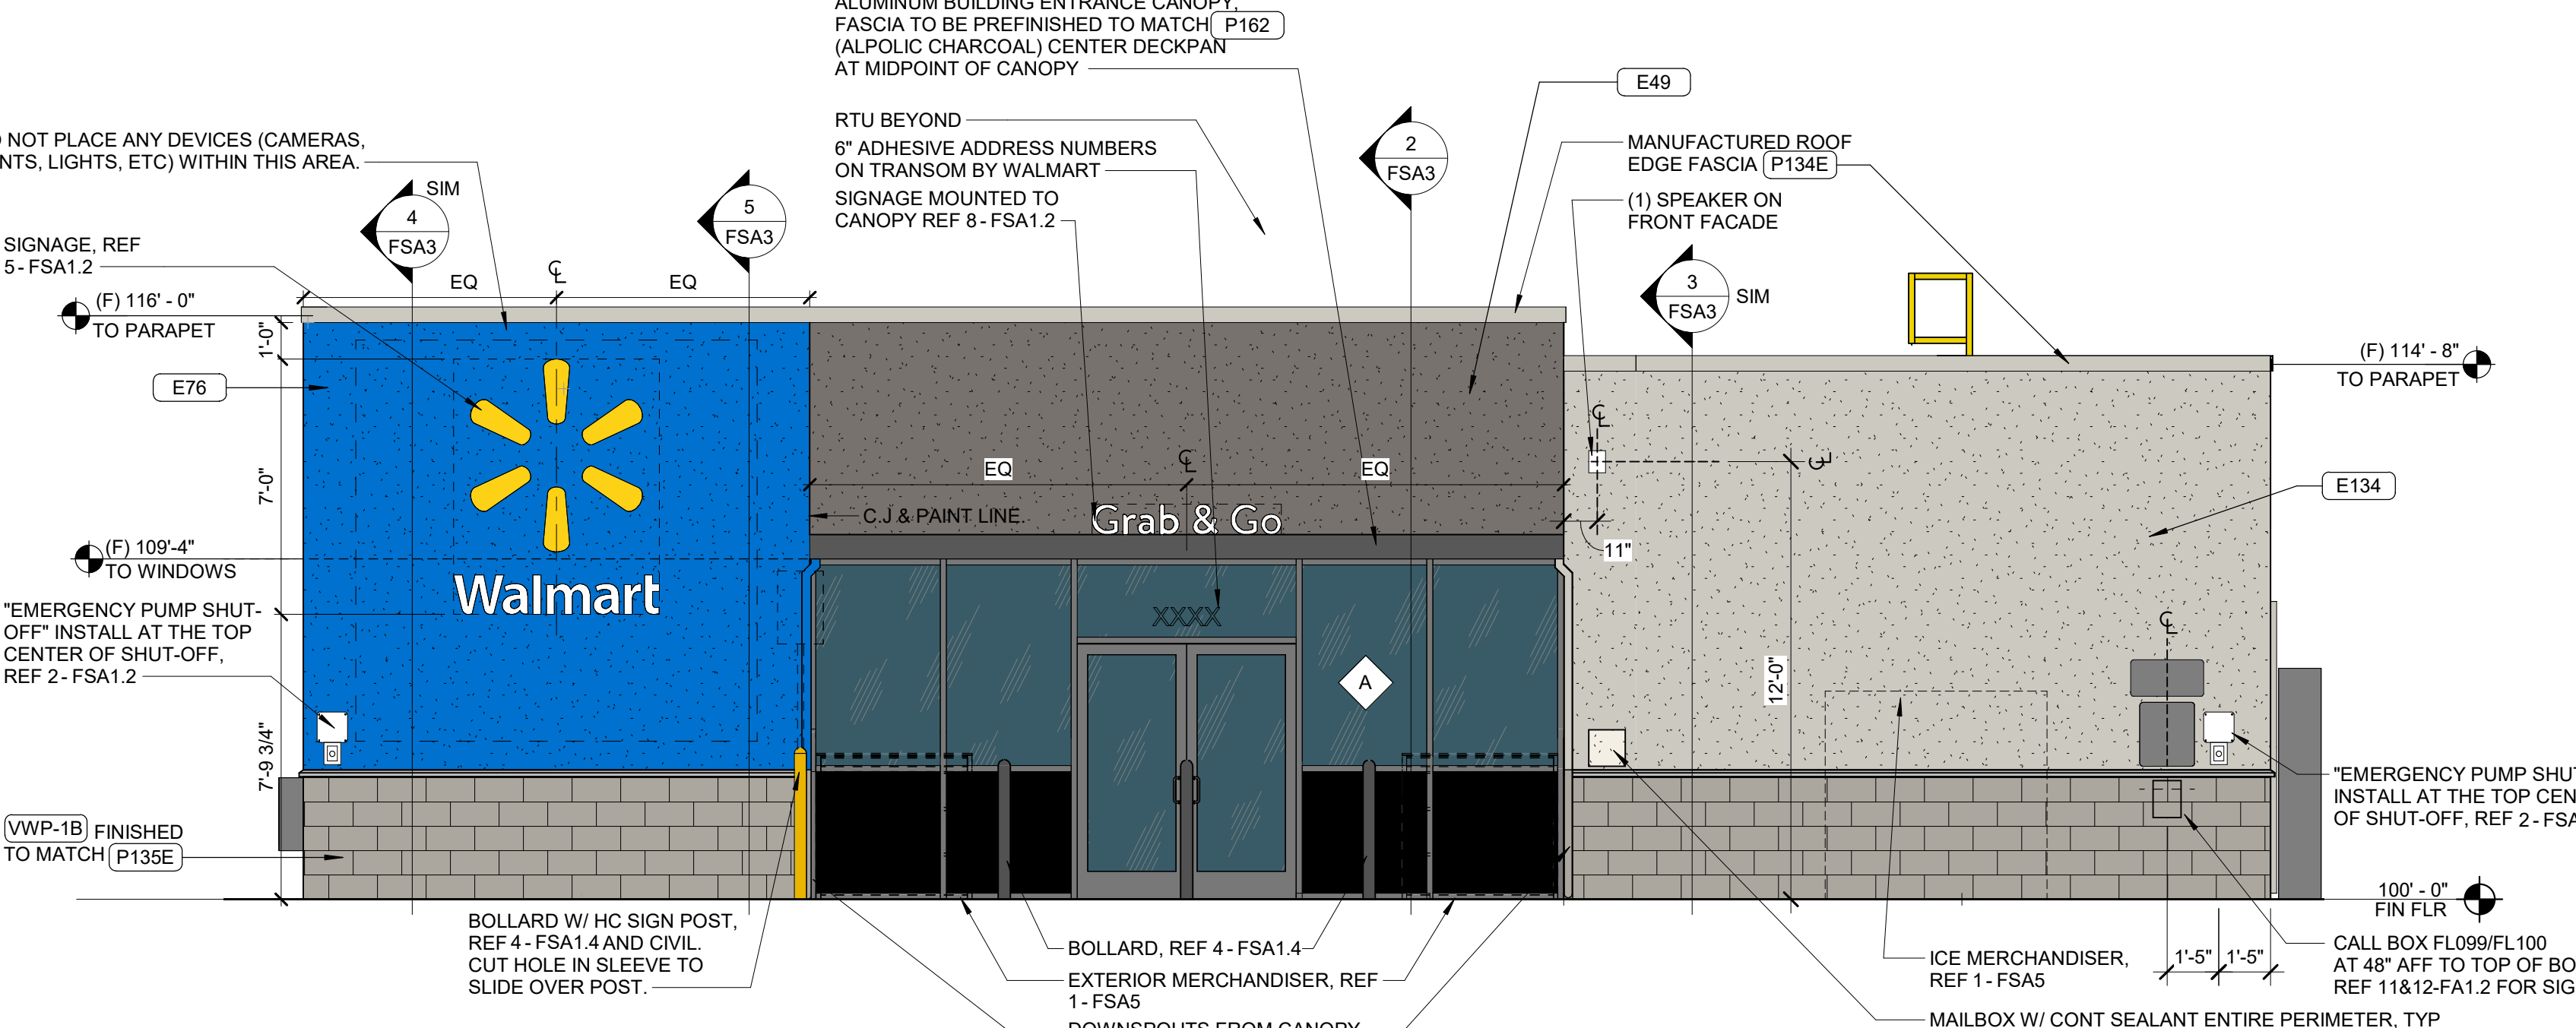 ALUMINUM BUILDING ENTRANCE CANOPY,
FASCIA TO BE PREFINISHED TO MATCH P162
(ALPOLIC CHARCOAL) CENTER DECKPAN
AT MIDPOINT OF CANOPY
E49
RTU BEYOND
6" ADHESIVE ADDRESS NUMBERS
ON TRANSOM BY WALMART
SIGNAGE MOUNTED TO
CANOPY REF 8-FSA1.2
2
FSA3
MANUFACTURED ROOF
EDGE FASCIA P134E
(1) SPEAKER ON
FRONT FACADE
NOT PLACE ANY DEVICES (CAMERAS,
LIGHTS, ETC) WITHIN THIS AREA.
SIM
4
FSA3
5
FSA3
SIGNAGE, REF
5-FSA1.2
EQ
℄
EQ
3
FSA3
SIM
(F) 116' - 0"
TO PARAPET
1'-0"
E76
7'-0"
(F) 109'-4"
TO WINDOWS
"EMERGENCY PUMP SHUT-
OFF" INSTALL AT THE TOP
CENTER OF SHUT-OFF,
REF 2-FSA1.2
7'-9 3/4"
VWP-1B FINISHED
TO MATCH P135E
Walmart
EQ
℄
EQ
C.J & PAINT LINE.
Grab & Go
XXXX
A
℄
℄
11"
12'-0"
℄
(F) 114' - 8"
TO PARAPET
E134
"EMERGENCY PUMP
INSTALL AT THE TOP
OF SHUT-OFF, REF 2-
100' - 0"
FIN FLR
CALL BOX FL099/FL100
AT 48" AFF TO TOP OF
REF 11&12-FA1.2 FOR
1'-5"
1'-5"
BOLLARD W/ HC SIGN POST,
REF 4-FSA1.4 AND CIVIL.
CUT HOLE IN SLEEVE TO
SLIDE OVER POST.
BOLLARD, REF 4-FSA1.4
EXTERIOR MERCHANDISER, REF
1-FSA5
DOWNSPOUTS FROM CANOPY
ICE MERCHANDISER,
REF 1-FSA5
MAILBOX W/ CONT SEALANT ENTIRE PERIMETER, TYP